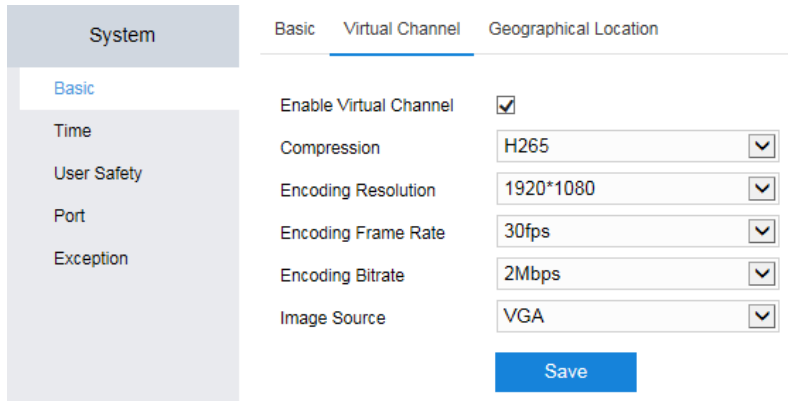 System
Basic
Time
User Safety
Port
Exception
Basic Virtual Channel Geographical Location
Enable Virtual Channel
Compression H265
Encoding Resolution 1920*1080
Encoding Frame Rate 30fps
Encoding Bitrate 2Mbps
Image Source VGA
Save